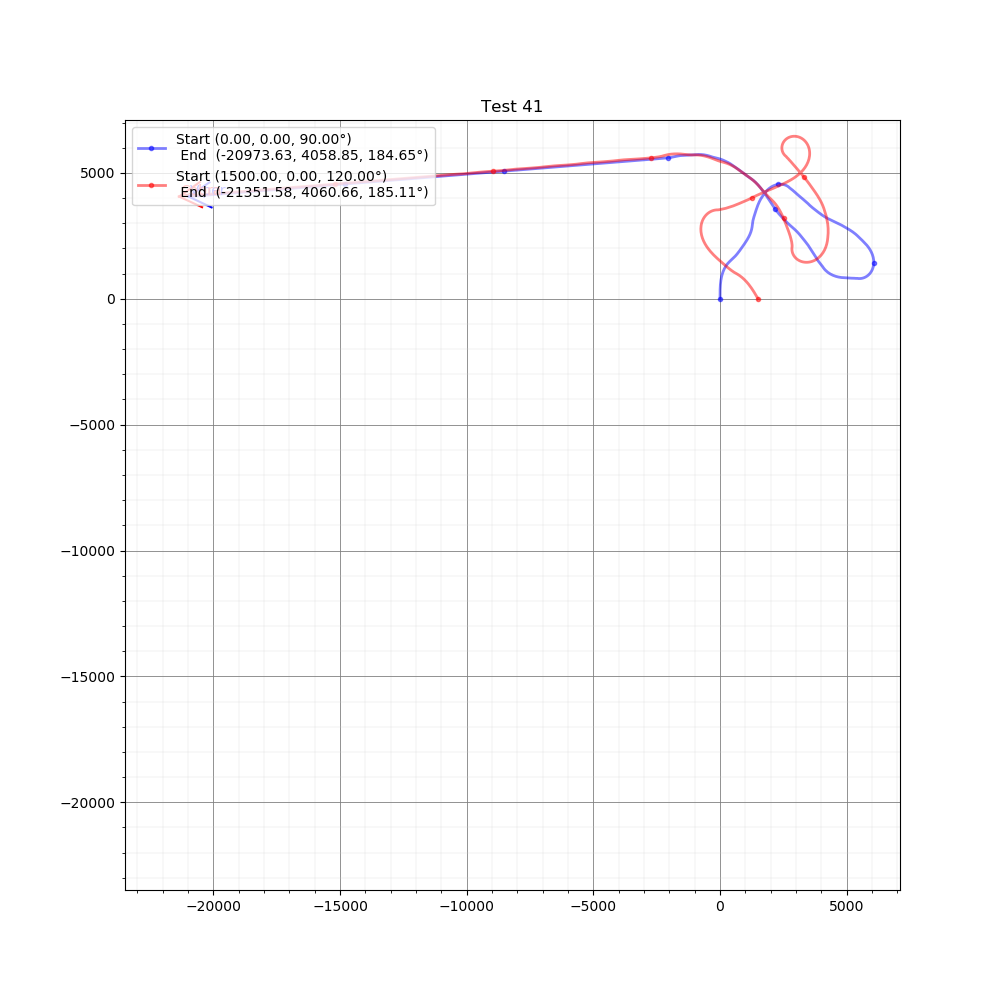 Test 41
Start (0.00, 0.00, 90.00°)
End  (-20973.63, 4058.85, 184.65°)
Start (1500.00, 0.00, 120.00°)
End  (-21351.58, 4060.66, 185.11°)
5000
0
−5000
−10000
−15000
−20000
−20000 −15000 −10000 −5000 0 5000